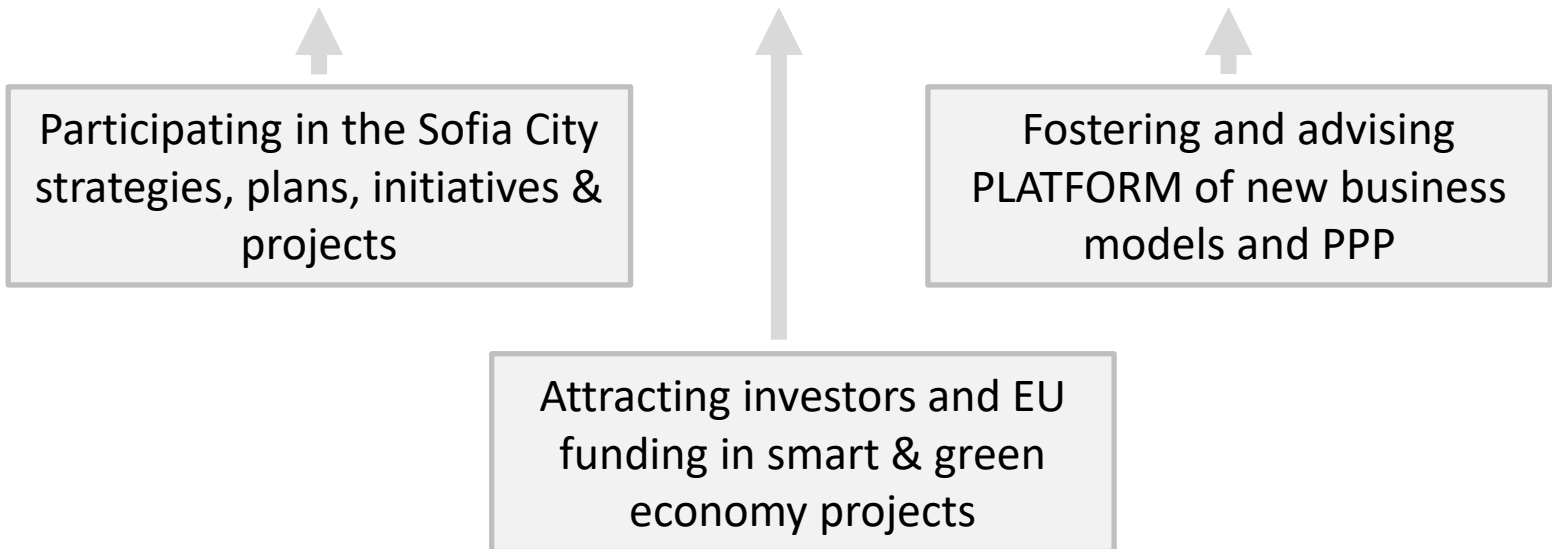 Participating in the Sofia City
strategies, plans, initiatives &
projects
Fostering and advising
PLATFORM of new business
models and PPP
Attracting investors and EU
funding in smart & green
economy projects